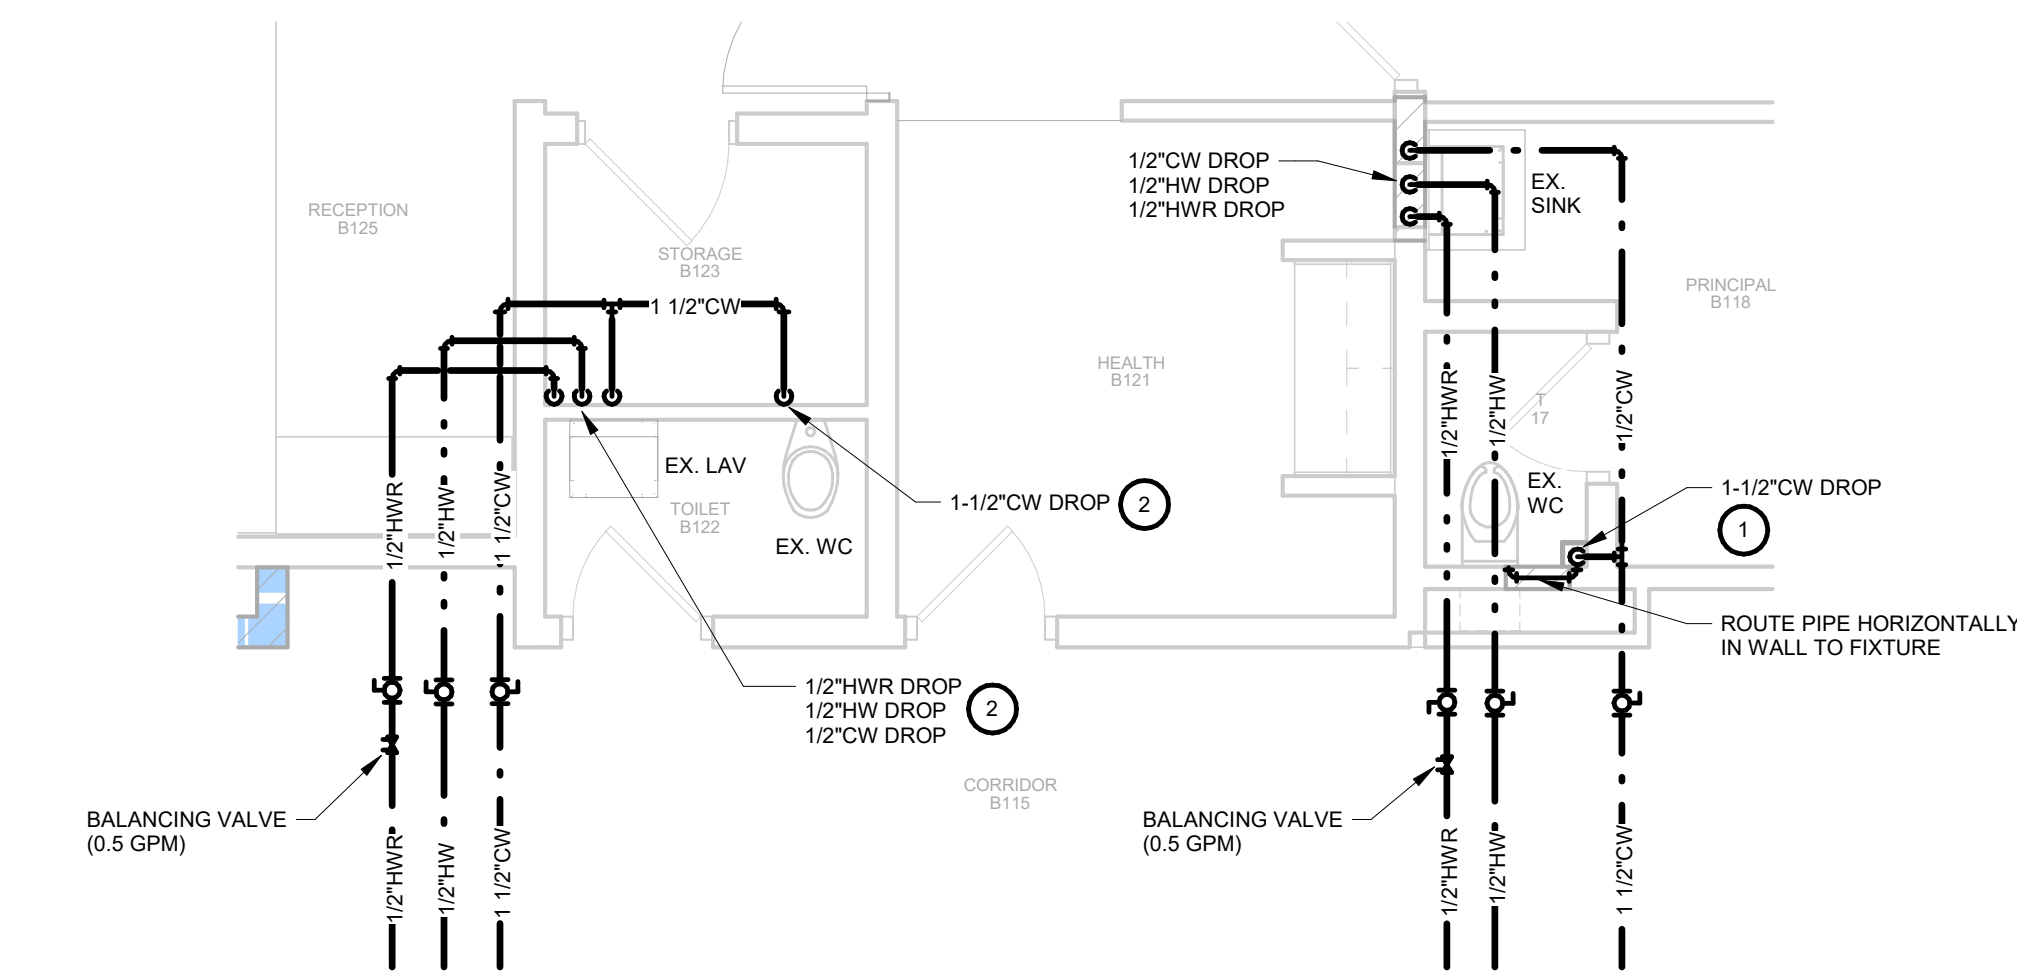 RECEPTION
B125
STORAGE
B123
1 1/2"CW
1/2"CW DROP
1/2"HW DROP
1/2"HWR DROP
EX.
SINK
PRINCIPAL
B118
HEALTH
B121
T
17
1/2"HWR
1/2"HW
1/2"CW
EX. LAV
TOILET
B122
EX. WC
1-1/2"CW DROP
2
1/2"HWR
1/2"HW
1 1/2"CW
EX.
WC
1-1/2"CW DROP
1
ROUTE PIPE HORIZONTALLY
IN WALL TO FIXTURE
1/2"HWR DROP
1/2"HW DROP
1/2"CW DROP
2
CORRIDOR
B115
BALANCING VALVE
(0.5 GPM)
BALANCING VALVE
(0.5 GPM)
1/2"HWR
1/2"HW
1 1/2"CW
1/2"HWR
1/2"HW
1 1/2"CW